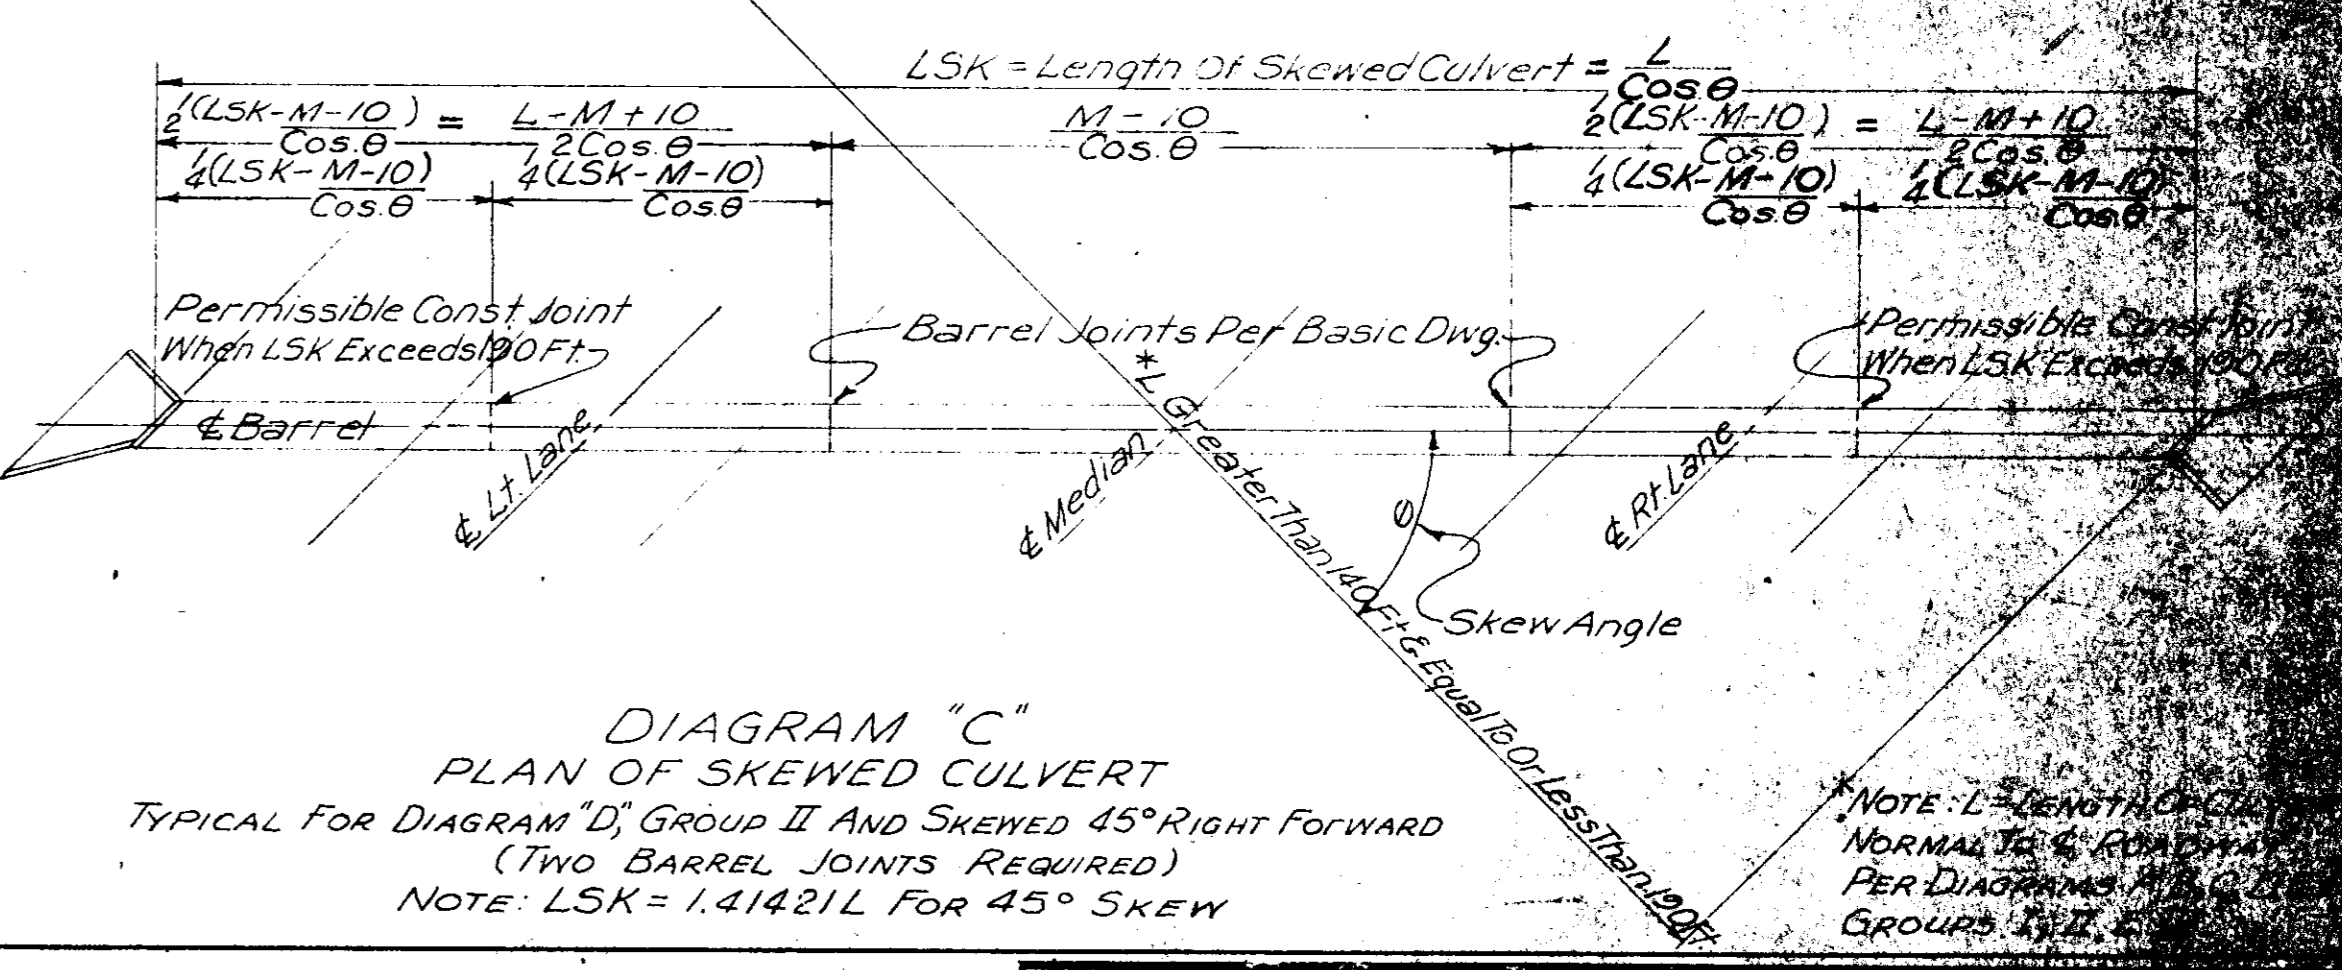 LSK = Length Of Skewed Culvert = L / Cos. θ
1/2 (LSK - M-10 / Cos. θ) = L-M+10 / 2 Cos. θ
M-10 / Cos. θ
1/2 (LSK - M-10 / Cos. θ) = L-M+10 / 2 Cos. θ
1/4 (LSK - M-10 / Cos. θ)
1/4 (LSK - M-10 / Cos. θ)
1/4 (LSK - M-10 / Cos. θ)
1/4 (LSK - M-10 / Cos. θ)
Permissible Const. Joint
When LSK Exceeds 190 Ft.
Barrel Joints Per Basic Dwg.
Permissible Const. Joint
When LSK Exceeds 190 Ft.
℄ Barrel
℄ Lt. Lane
℄ Median
*L Greater Than 140 Ft & Equal To Or Less Than 190 Ft
θ
℄ Rt. Lane
Skew Angle
DIAGRAM "C"
PLAN OF SKEWED CULVERT
TYPICAL FOR DIAGRAM "D", GROUP II AND SKEWED 45° RIGHT FORWARD
(TWO BARREL JOINTS REQUIRED)
NOTE: LSK = 1.41421 L FOR 45° SKEW
*NOTE: L = LENGTH OF
NORMAL TO ℄ ROADWAY
PER DIAGRAMS
GROUPS I, II